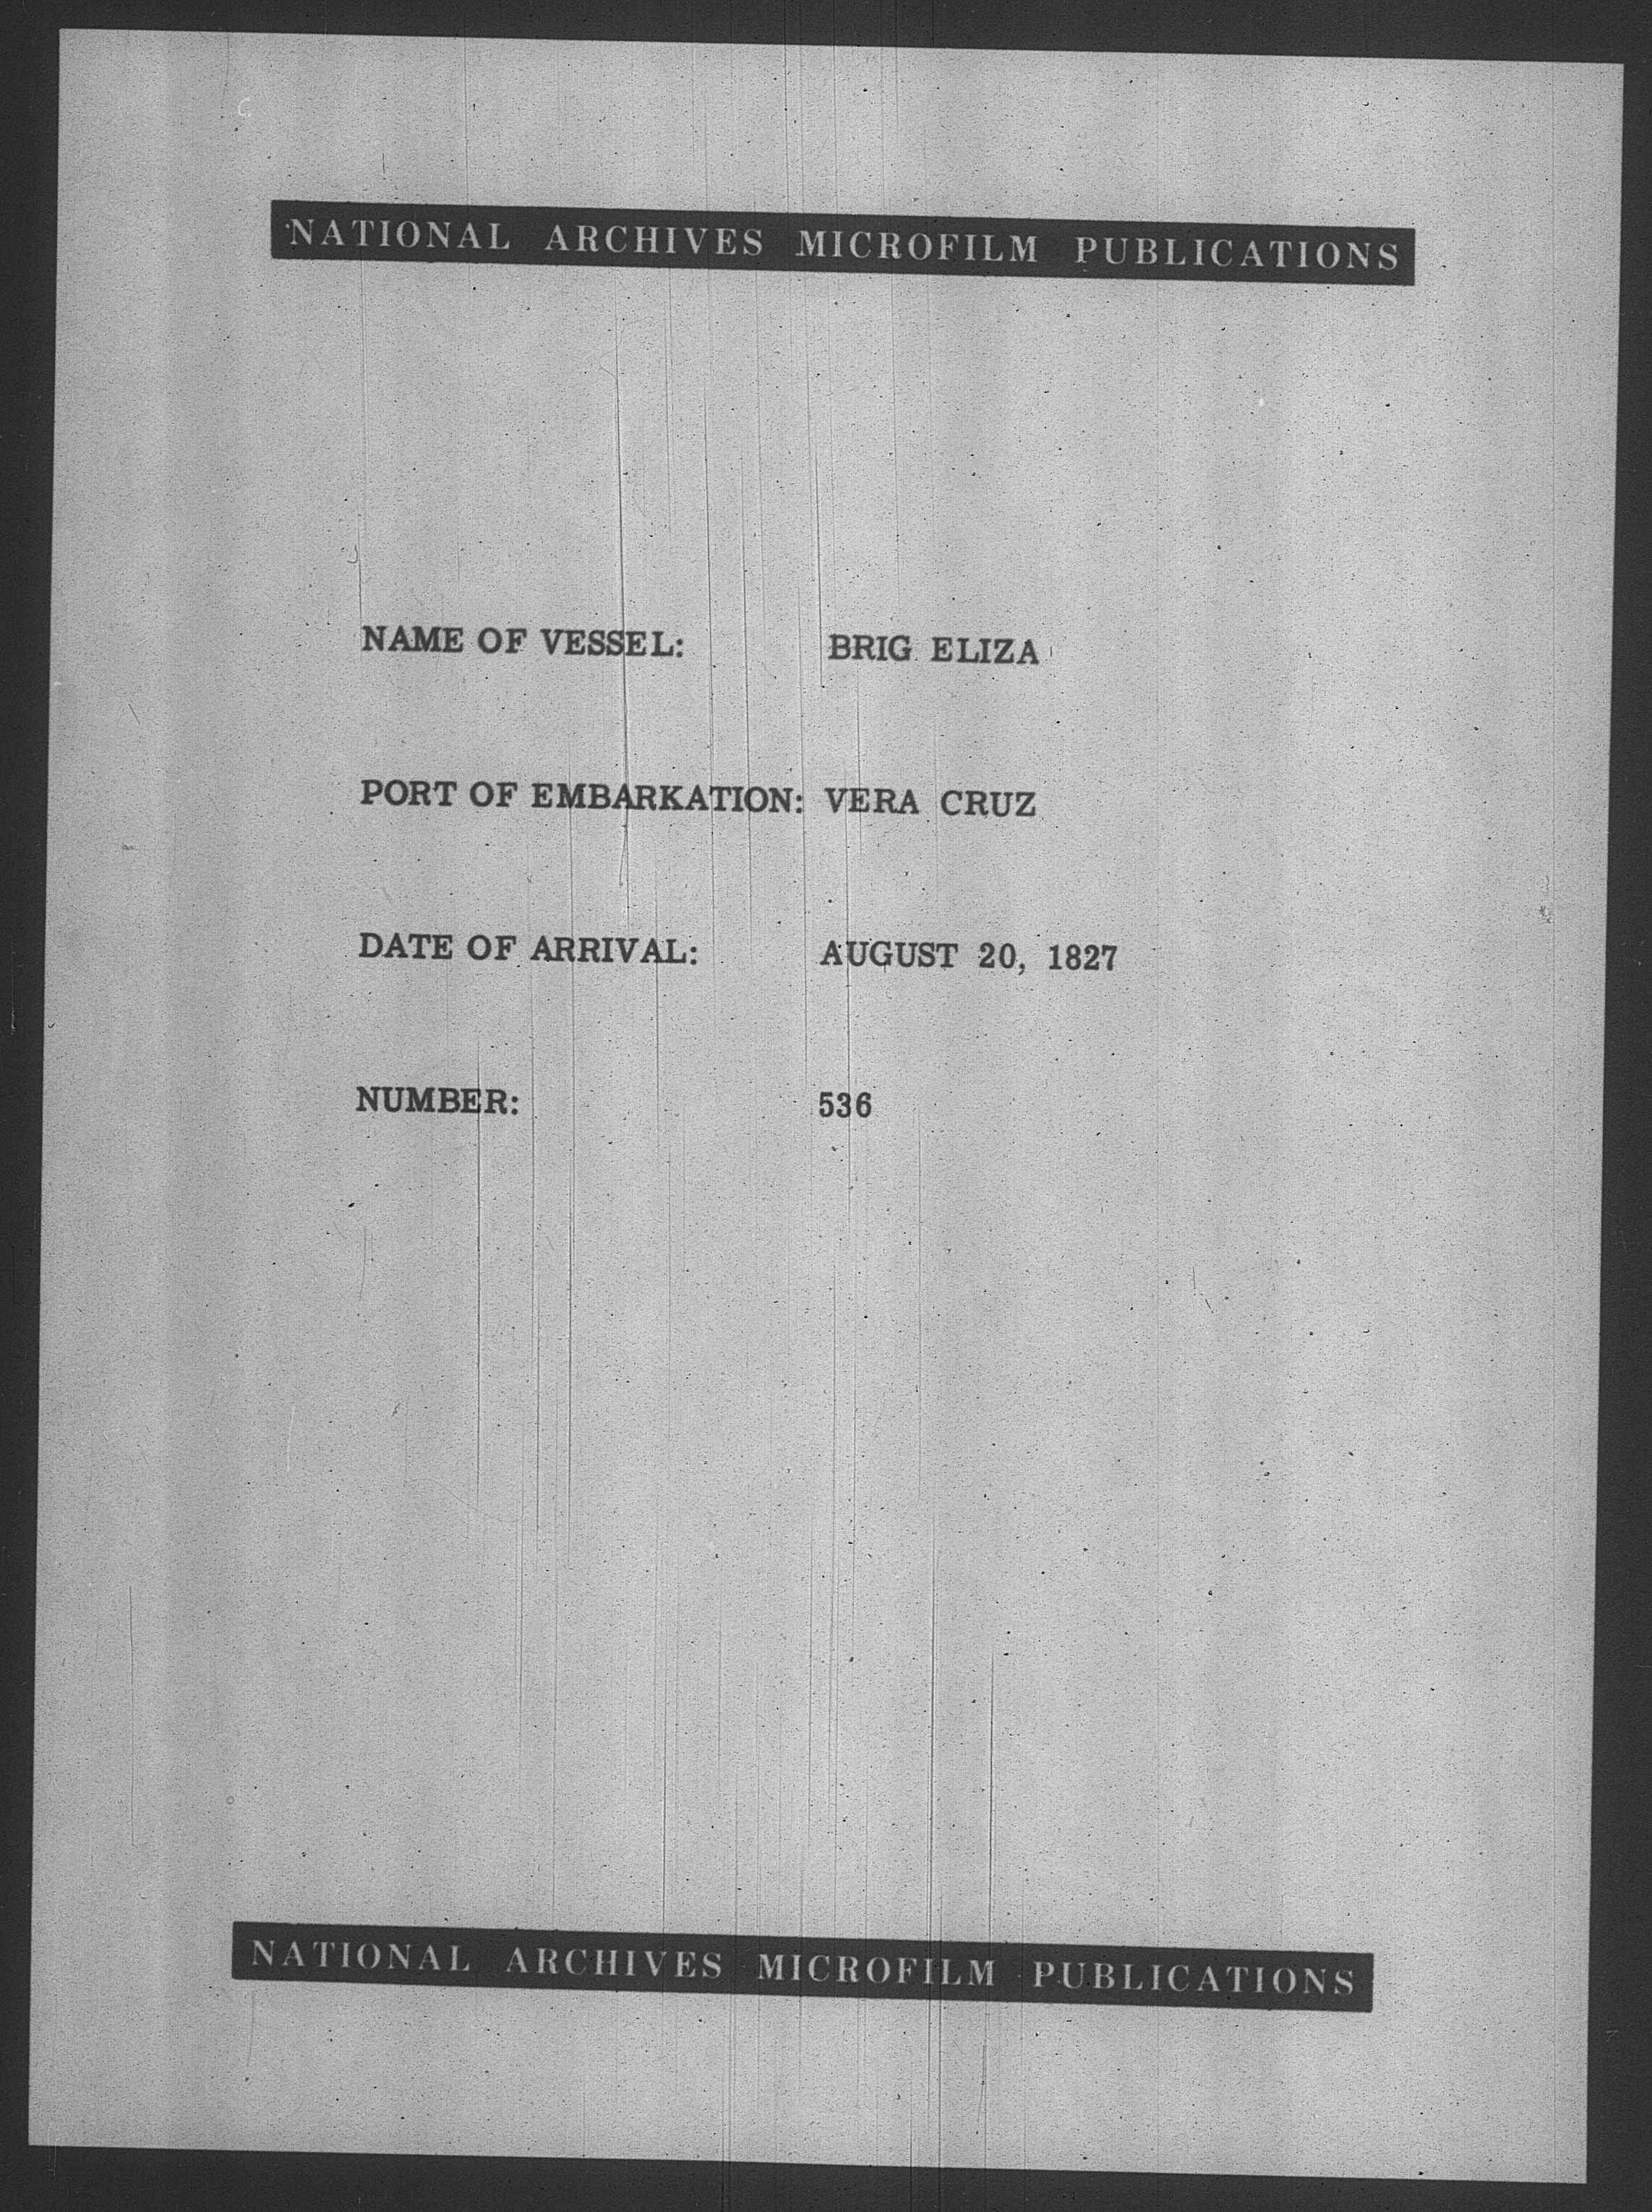 NATIONAL ARCHIVES MICROFILM PUBLICATIONS
NAME OF VESSEL: BRIG ELIZA
PORT OF EMBARKATION: VERA CRUZ
DATE OF ARRIVAL: AUGUST 20, 1827
NUMBER: 536
NATIONAL ARCHIVES MICROFILM PUBLICATIONS